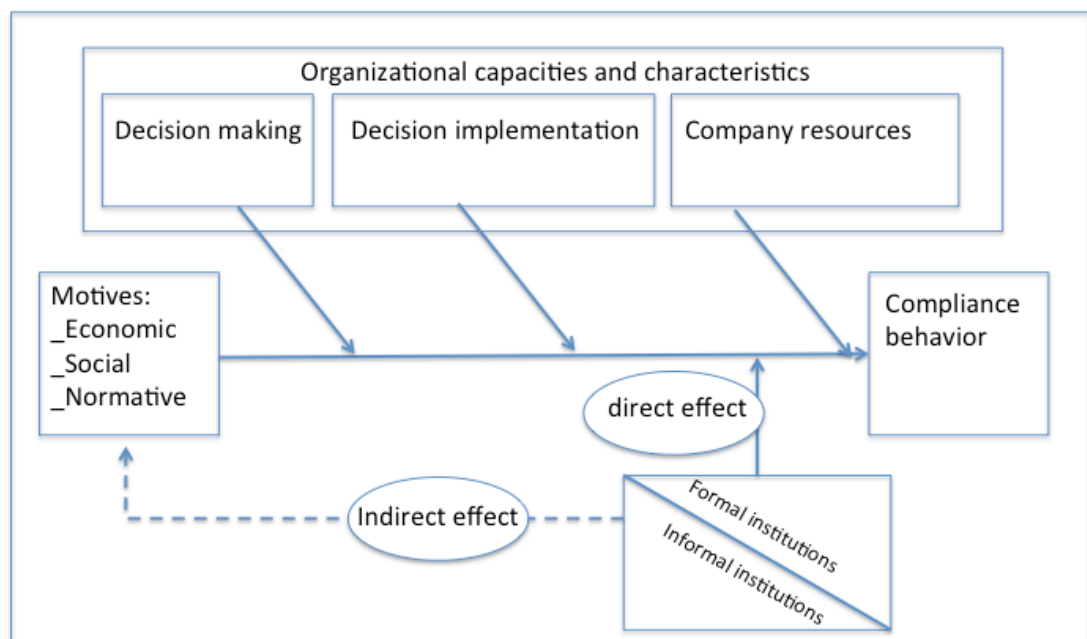 Organizational capacities and characteristics
Decision making
Decision implementation
Company resources
Motives:
_Economic
_Social
_Normative
Compliance
behavior
direct effect
Indirect effect
Formal institutions
Informal institutions